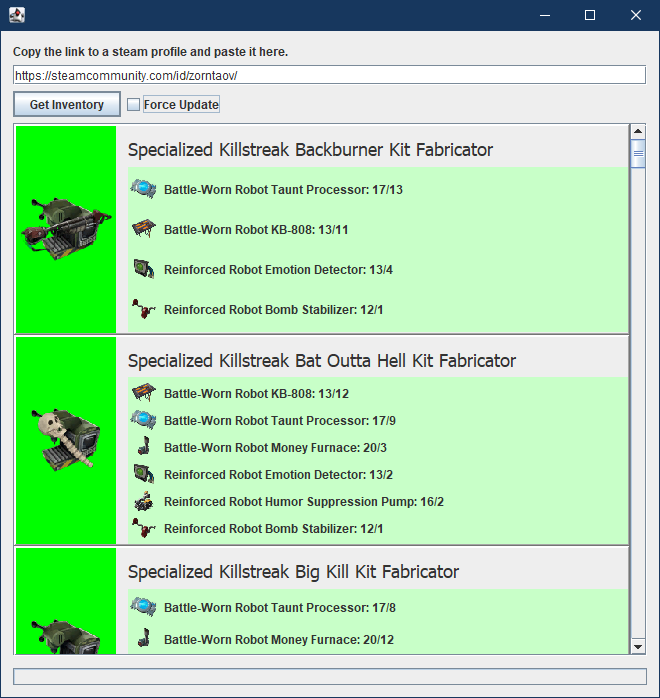 Copy the link to a steam profile and paste it here.
https://steamcommunity.com/id/zorntaov/
Get Inventory
Force Update
Specialized Killstreak Backburner Kit Fabricator
Battle-Worn Robot Taunt Processor: 17/13
Battle-Worn Robot KB-808: 13/11
Reinforced Robot Emotion Detector: 13/4
Reinforced Robot Bomb Stabilizer: 12/1
Specialized Killstreak Bat Outta Hell Kit Fabricator
Battle-Worn Robot KB-808: 13/12
Battle-Worn Robot Taunt Processor: 17/9
Battle-Worn Robot Money Furnace: 20/3
Reinforced Robot Emotion Detector: 13/2
Reinforced Robot Humor Suppression Pump: 16/2
Reinforced Robot Bomb Stabilizer: 12/1
Specialized Killstreak Big Kill Kit Fabricator
Battle-Worn Robot Taunt Processor: 17/8
Battle-Worn Robot Money Furnace: 20/12